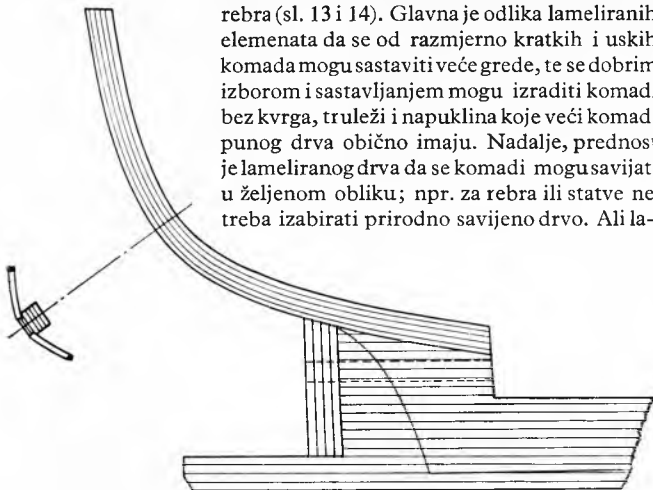 rebra (sl. 13 i 14). Glavna je odlika lameliranih
elemenata da se od razmjerno kratkih i uskih
komada mogu sastaviti veće grede, te se dobrim
izborom i sastavljanjem mogu izraditi komadi
bez kvrga, truleži i napuklina koje veći komadi
punog drva obično imaju. Nadalje, prednost
je lameliranog drva da se komadi mogu savijati
u željenom obliku; npr. za rebra ili statve ne
treba izabirati prirodno savijeno drvo. Ali la-